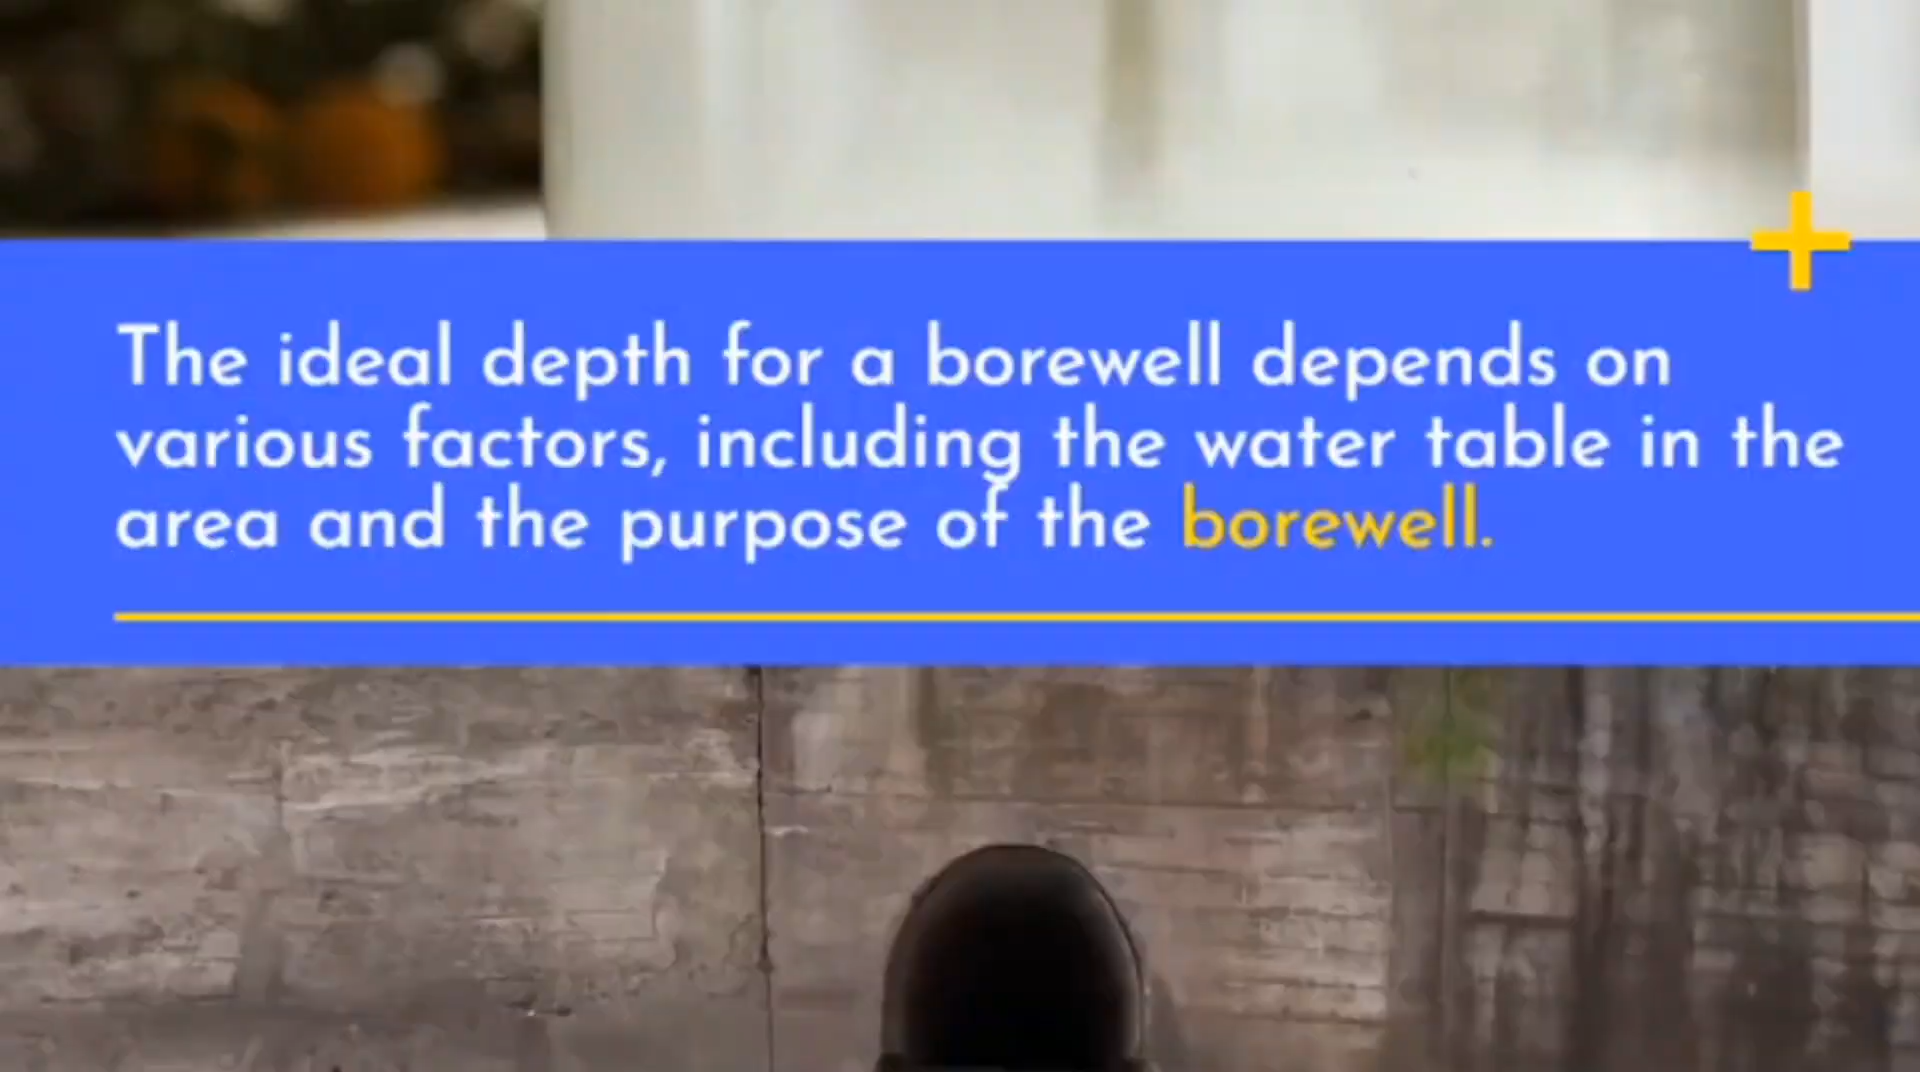 The ideal depth for a borewell depends on
various factors, including the water table in the
area and the purpose of the borewell.